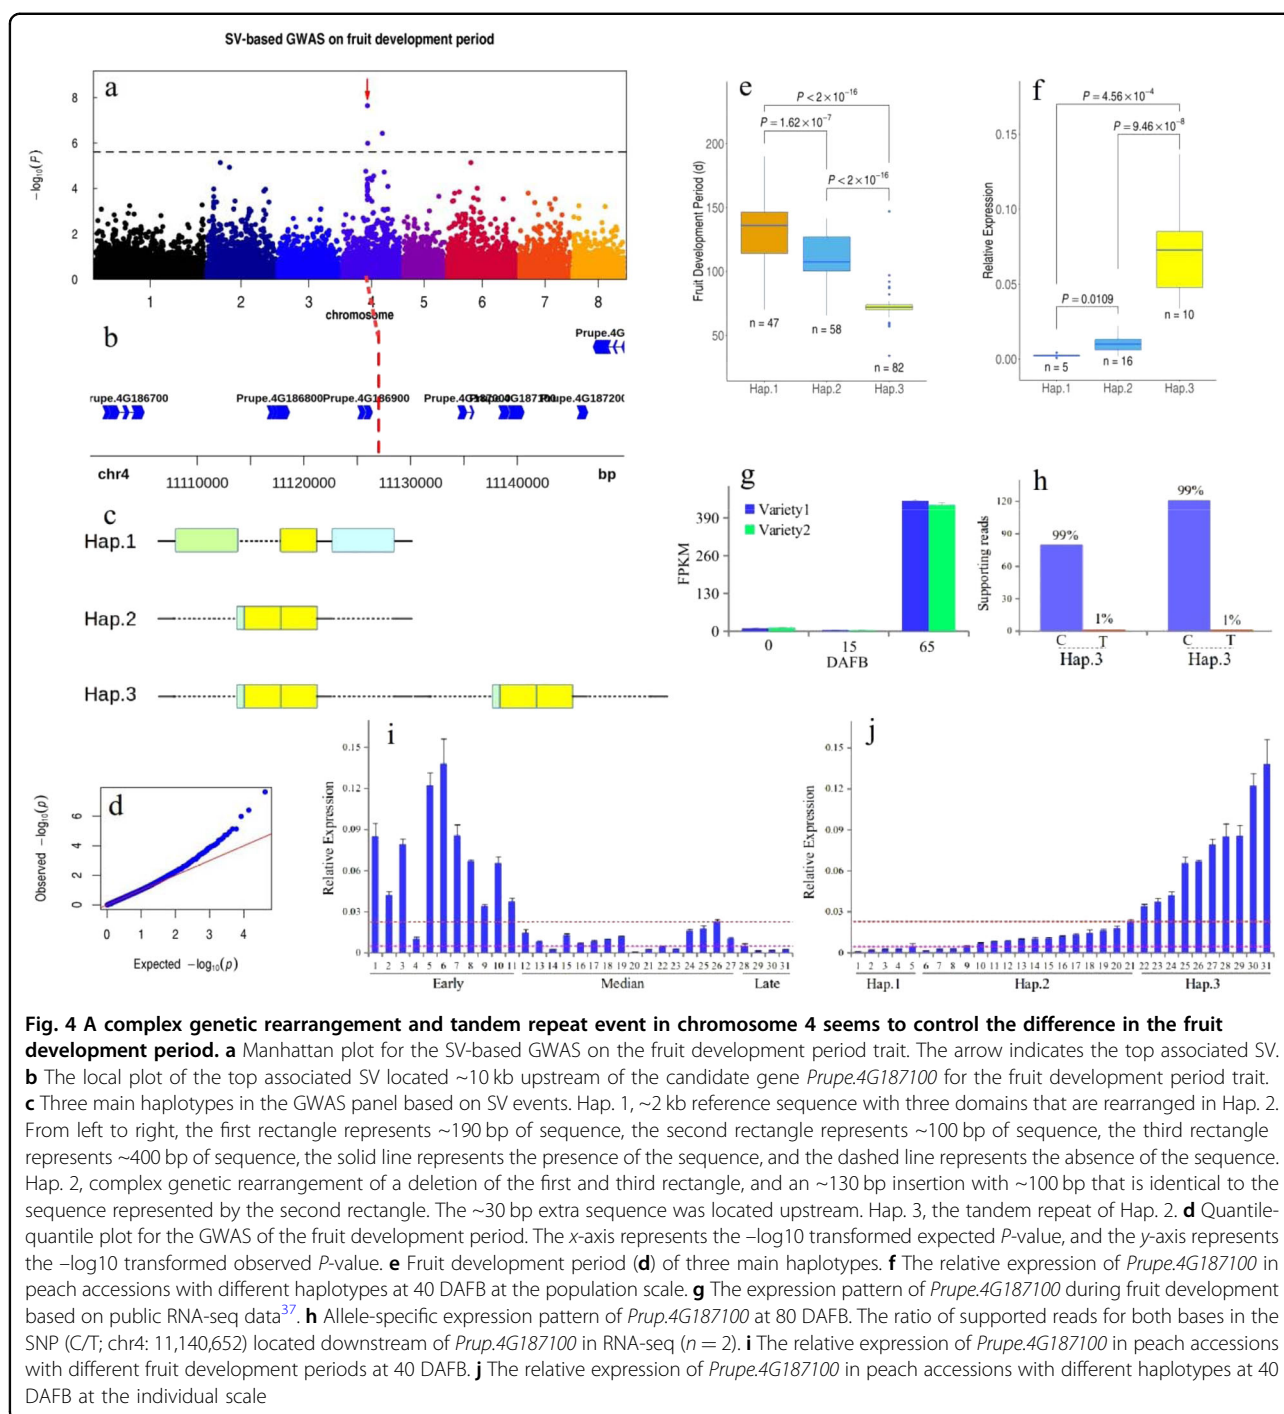 SV-based GWAS on fruit development period
a
−log10(P)
8
6
4
2
0
1 2 3 4 5 6 7 8
chromosome
b
Prupe.4G
Prupe.4G186800 Prupe.4G186900
chr4 11110000 11120000 11130000 11140000 bp
c
Hap.1
Hap.2
Hap.3
d
Observed −log10(p)
6
4
2
0
0 1 2 3 4
Expected −log10(p)
e
Fruit Development Period (d)
200
150
100
50
P < 2×10−16
P = 1.62×10−7
P < 2×10−16
n = 47
n = 58
n = 82
Hap.1 Hap.2 Hap.3
f
Relative Expression
0.15
0.10
0.05
0.00
P = 4.56×10−4
P = 9.46×10−8
P = 0.0109
n = 5
n = 16
n = 10
Hap.1 Hap.2 Hap.3
g
FPKM
390
260
130
0
Variety1
Variety2
0 15 65
DAFB
h
Supporting reads
120
90
60
30
0
99%
1%
99%
1%
C T C T
Hap.3 Hap.3
i
Relative Expression
0.15
0.12
0.09
0.06
0.03
0
1 2 3 4 5 6 7 8 9 10 11 12 13 14 15 16 17 18 19 20 21 22 23 24 25 26 27 28 29 30 31
Early Median Late
j
Relative Expression
0.15
0.12
0.09
0.06
0.03
0
1 2 3 4 5 6 7 8 9 10 11 12 13 14 15 16 17 18 19 20 21 22 23 24 25 26 27 28 29 30 31
Hap.1 Hap.2 Hap.3
Fig. 4 A complex genetic rearrangement and tandem repeat event in chromosome 4 seems to control the difference in the fruit
development period. a Manhattan plot for the SV-based GWAS on the fruit development period trait. The arrow indicates the top associated SV.
b The local plot of the top associated SV located ~10 kb upstream of the candidate gene Prupe.4G187100 for the fruit development period trait.
c Three main haplotypes in the GWAS panel based on SV events. Hap. 1, ~2 kb reference sequence with three domains that are rearranged in Hap. 2.
From left to right, the first rectangle represents ~190 bp of sequence, the second rectangle represents ~100 bp of sequence, the third rectangle
represents ~400 bp of sequence, the solid line represents the presence of the sequence, and the dashed line represents the absence of the sequence.
Hap. 2, complex genetic rearrangement of a deletion of the first and third rectangle, and an ~130 bp insertion with ~100 bp that is identical to the
sequence represented by the second rectangle. The ~30 bp extra sequence was located upstream. Hap. 3, the tandem repeat of Hap. 2. d Quantile-
quantile plot for the GWAS of the fruit development period. The x-axis represents the –log10 transformed expected P-value, and the y-axis represents
the –log10 transformed observed P-value. e Fruit development period (d) of three main haplotypes. f The relative expression of Prupe.4G187100 in
peach accessions with different haplotypes at 40 DAFB at the population scale. g The expression pattern of Prupe.4G187100 during fruit development
based on public RNA-seq data37. h Allele-specific expression pattern of Prup.4G187100 at 80 DAFB. The ratio of supported reads for both bases in the
SNP (C/T; chr4: 11,140,652) located downstream of Prup.4G187100 in RNA-seq (n = 2). i The relative expression of Prupe.4G187100 in peach accessions
with different fruit development periods at 40 DAFB. j The relative expression of Prupe.4G187100 in peach accessions with different haplotypes at 40
DAFB at the individual scale